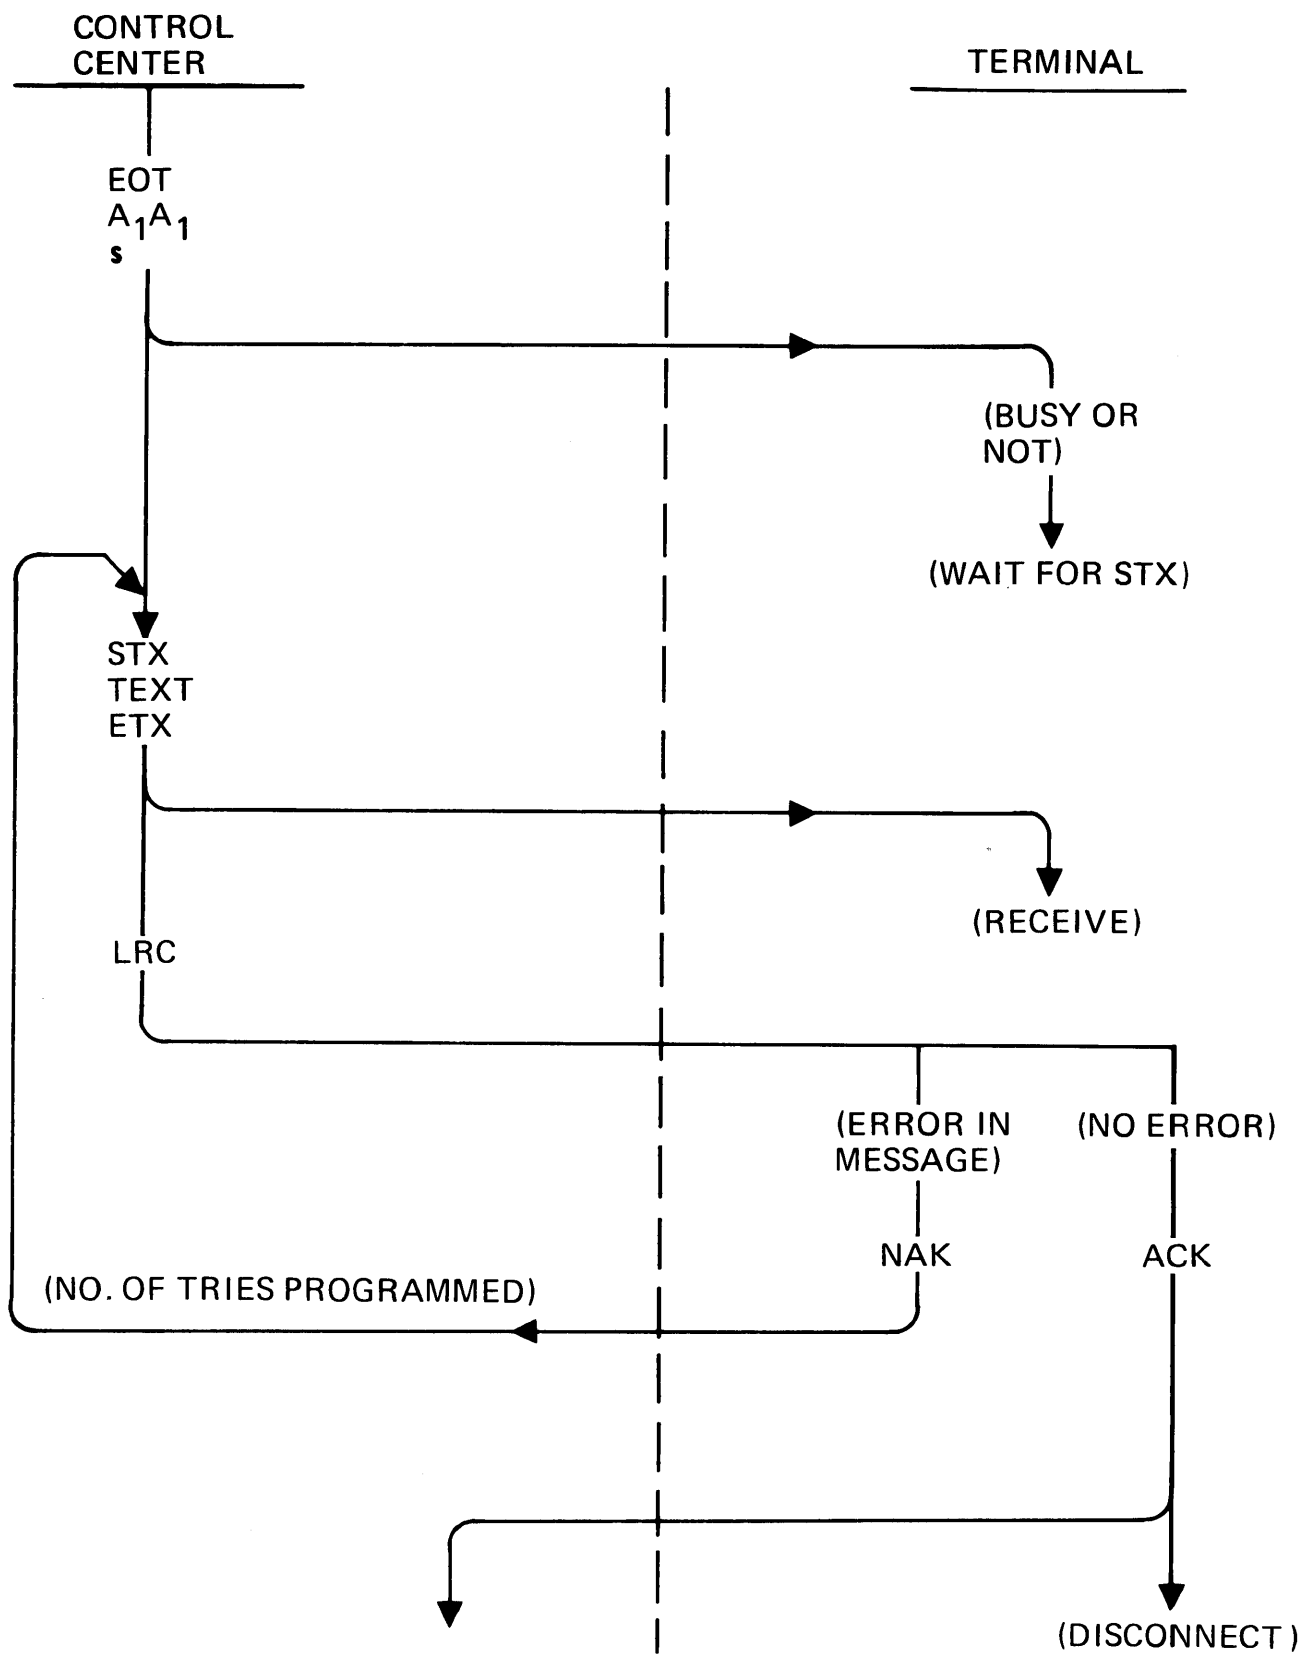 CONTROL
CENTER
TERMINAL
EOT
A₁A₁
s
(BUSY OR
NOT)
(WAIT FOR STX)
STX
TEXT
ETX
(RECEIVE)
LRC
(ERROR IN
MESSAGE)
(NO ERROR)
NAK
ACK
(NO. OF TRIES PROGRAMMED)
(DISCONNECT)